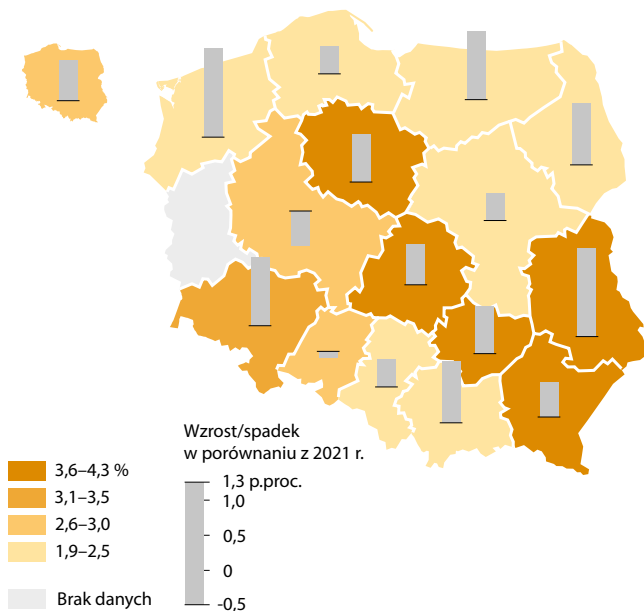 Wzrost/spadek
w porównaniu z 2021 r.
3,6–4,3 %
3,1–3,5
2,6–3,0
1,9–2,5
Brak danych
1,3 p.proc.
1,0
0,5
0
-0,5